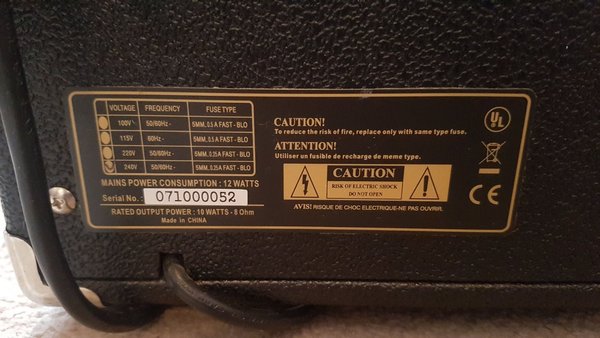 VOLTAGE FREQUENCY FUSE TYPE
100V 50/60Hz~ 5MM, 0.5 A FAST - BLO
115V 60Hz~ 5MM, 0.5 A FAST - BLO
220V 50/60Hz~ 5MM, 0.25 A FAST - BLO
240V 50/60Hz~ 5MM, 0.25 A FAST - BLO
MAINS POWER CONSUMPTION : 12 WATTS
Serial No. : 071000052
RATED OUTPUT POWER : 10 WATTS - 8 Ohm
Made in CHINA
CAUTION!
To reduce the risk of fire, replace only with same type fuse.
ATTENTION!
Utiliser un fusible de recharge de meme type.
CAUTION
RISK OF ELECTRIC SHOCK
DO NOT OPEN
AVIS! RISQUE DE CHOC ELECTRIQUE-NE PAS OUVRIR.
UL
CE